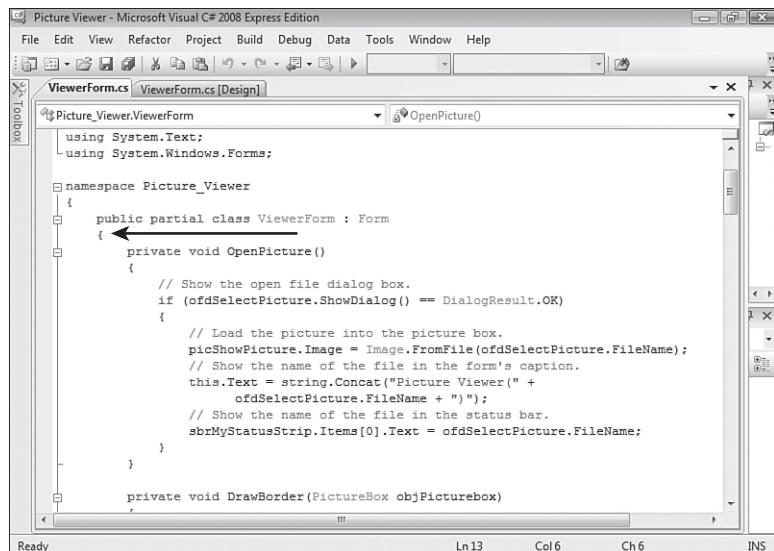 Picture Viewer - Microsoft Visual C# 2008 Express Edition
File Edit View Refactor Project Build Debug Data Tools Window Help
ViewerForm.cs ViewerForm.cs [Design]
Toolbox
Picture_Viewer.ViewerForm OpenPicture()
using System.Text;
using System.Windows.Forms;
namespace Picture_Viewer
{
public partial class ViewerForm : Form
{
private void OpenPicture()
{
// Show the open file dialog box.
if (ofdSelectPicture.ShowDialog() == DialogResult.OK)
{
// Load the picture into the picture box.
picShowPicture.Image = Image.FromFile(ofdSelectPicture.FileName);
// Show the name of the file in the form's caption.
this.Text = string.Concat("Picture Viewer(" +
ofdSelectPicture.FileName + ")");
// Show the name of the file in the status bar.
sbrMyStatusStrip.Items[0].Text = ofdSelectPicture.FileName;
}
}
private void DrawBorder(PictureBox objPicturebox)
Ready Ln 13 Col 6 Ch 6 INS